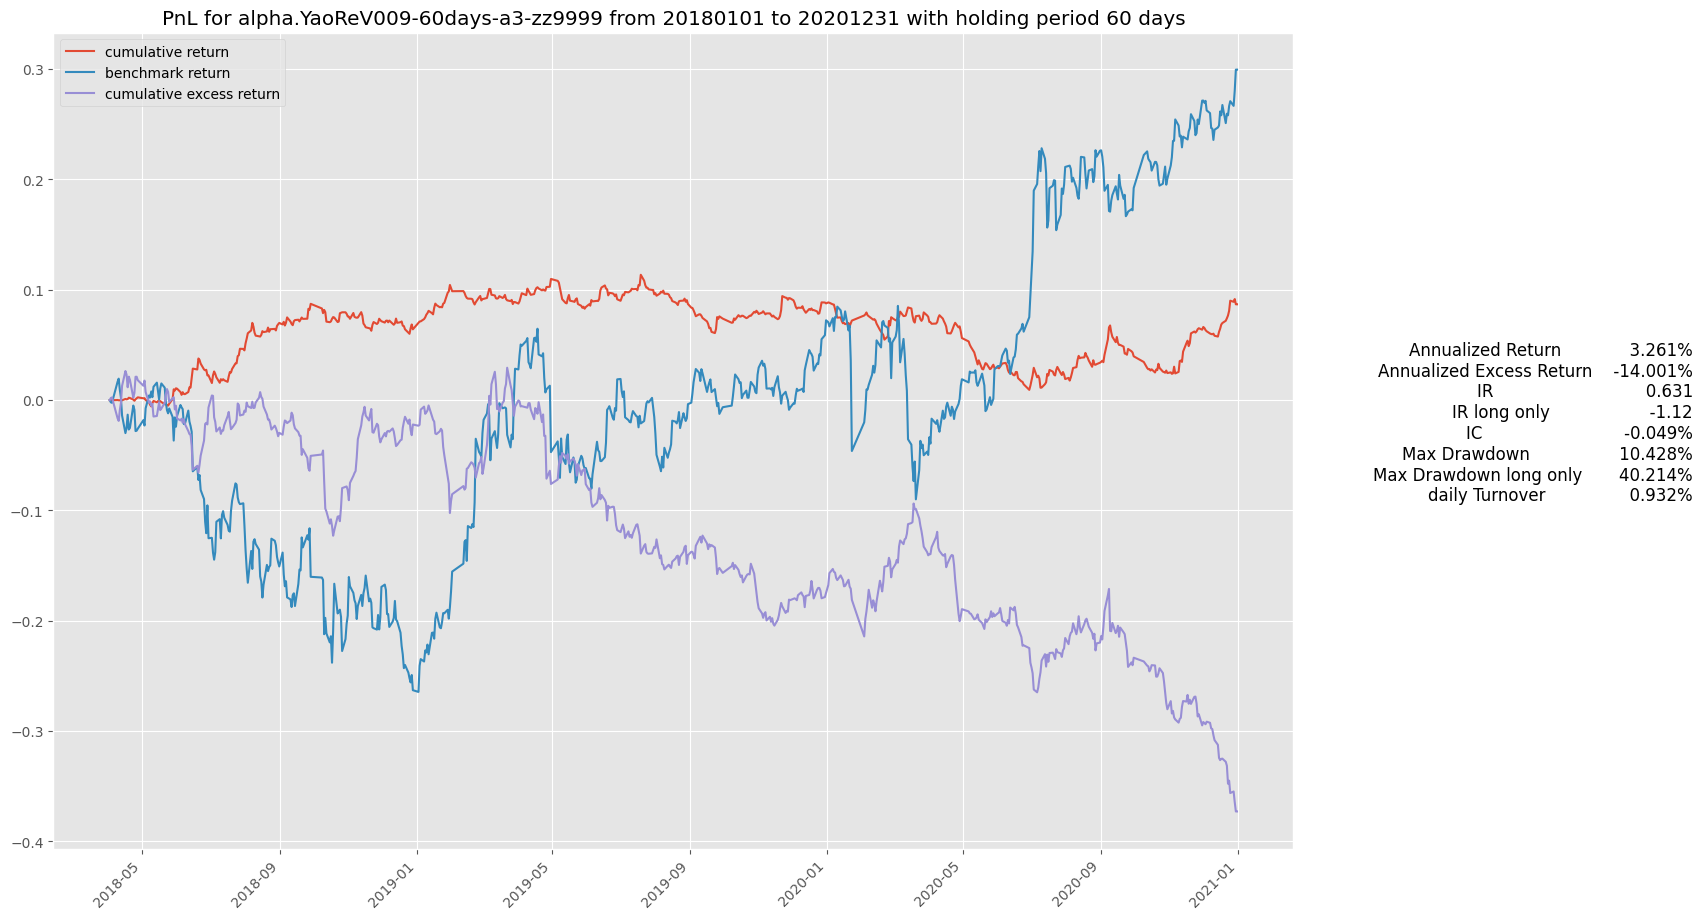 PnL for alpha.YaoReV009-60days-a3-zz9999 from 20180101 to 20201231 with holding period 60 days
cumulative return
benchmark return
cumulative excess return
0.3
0.2
0.1
0.0
−0.1
−0.2
−0.3
−0.4
2018-05
2018-09
2019-01
2019-05
2019-09
2020-01
2020-05
2020-09
2021-01
Annualized Return 3.261%
Annualized Excess Return -14.001%
IR 0.631
IR long only -1.12
IC -0.049%
Max Drawdown 10.428%
Max Drawdown long only 40.214%
daily Turnover 0.932%